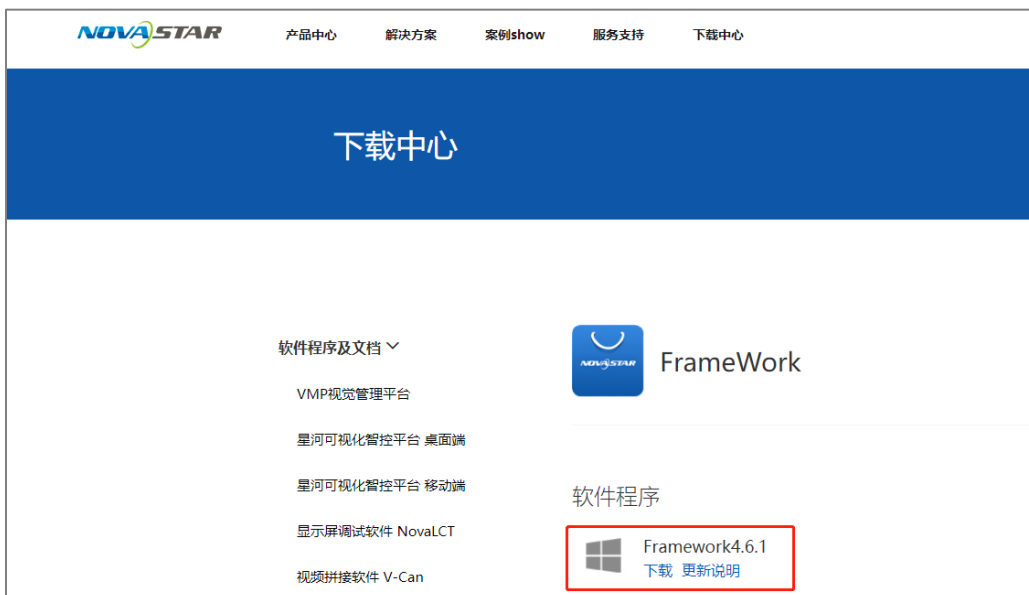 NOVASTAR 产品中心 解决方案 案例show 服务支持 下载中心
下载中心
软件程序及文档
VMP视觉管理平台
星河可视化智控平台 桌面端
星河可视化智控平台 移动端
显示屏调试软件 NovaLCT
视频拼接软件 V-Can
NOVASTAR
FrameWork
软件程序
Framework4.6.1
下载 更新说明